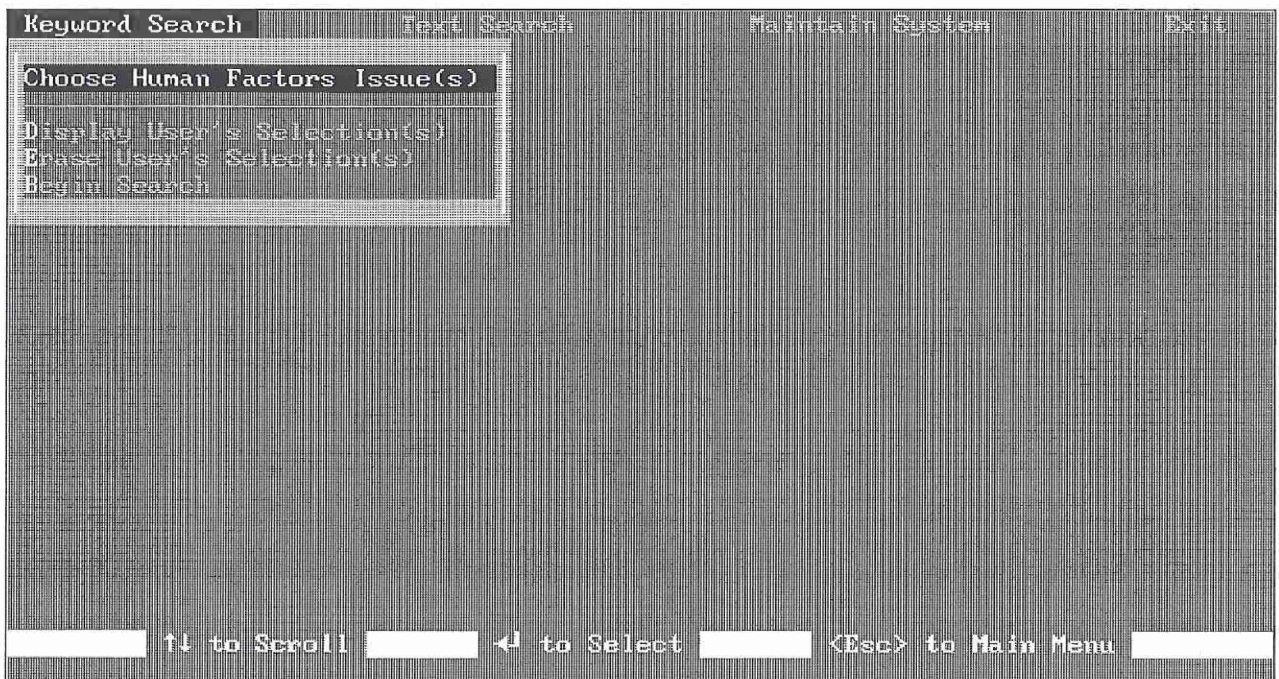 Keyword Search Text Search Maintain System Exit
Choose Human Factors Issue(s)
Display User's Selection(s)
Erase User's Selection(s)
Begin Search
↑↓ to Scroll ↵ to Select <Esc> to Main Menu